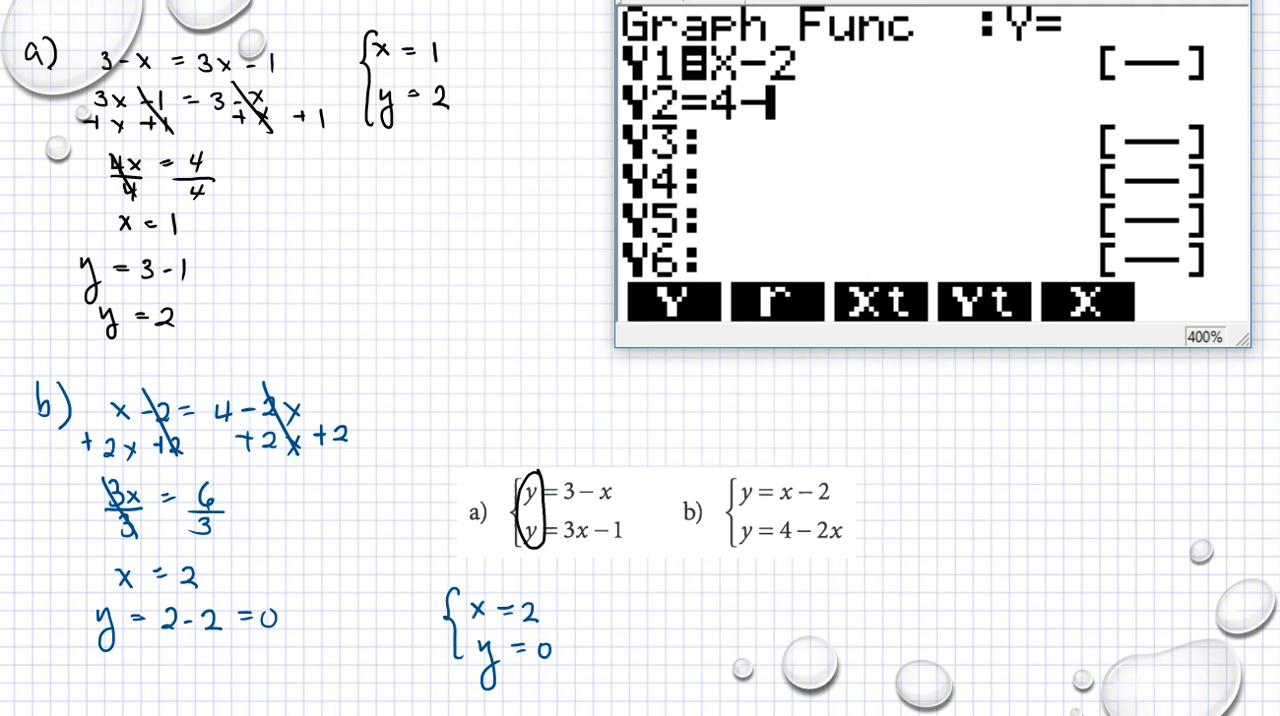 a)
3 - x = 3x - 1
3x - 1 = 3 - x
+ x + 1 + x + 1
4x = 4
4 4
x = 1
y = 3 - 1
y = 2
{ x = 1
y = 2
Graph Func :Y=
Y1=X-2 [—]
Y2=4-
Y3: [—]
Y4: [—]
Y5: [—]
Y6: [—]
Y r Xt Yt X
400%
b)
x - 2 = 4 - 2x
+ 2x + 2 + 2x + 2
3x = 6
3 3
x = 2
y = 2 - 2 = 0
a) { y = 3 - x
y = 3x - 1
b) { y = x - 2
y = 4 - 2x
{ x = 2
y = 0